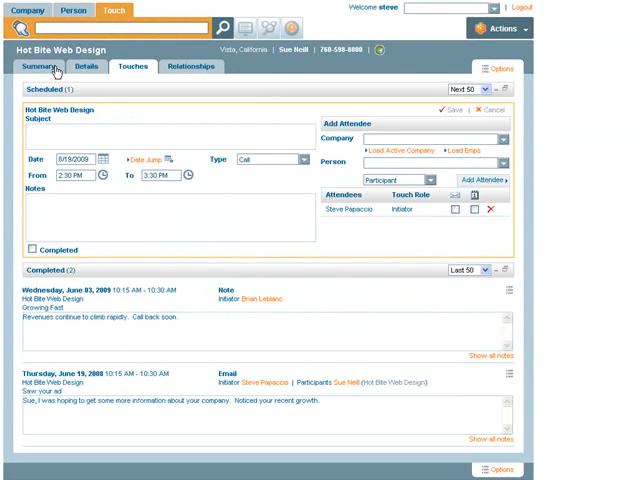 Company Person Touch
Welcome steve Logout
Actions
Hot Bite Web Design Vista, California | Sue Neill | 760-598-8800
Summary Details Touches Relationships Options
Scheduled (1) Next 50
Hot Bite Web Design Save | Cancel
Subject
Add Attendee
Company
Load Active Company Load Emps
Date 8/19/2009 Date Jump Type Call
Person
From 2:30 PM To 3:30 PM
Participant Add Attendee
Notes
Attendees Touch Role
Steve Papaccio Initiator
Completed
Completed (2) Last 50
Wednesday, June 03, 2009 10:15 AM - 10:30 AM Note
Hot Bite Web Design Initiator Brian Leblanc
Growing Fast
Revenues continue to climb rapidly. Call back soon.
Show all notes
Thursday, June 19, 2008 10:15 AM - 10:30 AM Email
Hot Bite Web Design Initiator Steve Papaccio | Participants Sue Neill (Hot Bite Web Design)
Saw your ad
Sue, I was hoping to get some more information about your company. Noticed your recent growth.
Show all notes
Options